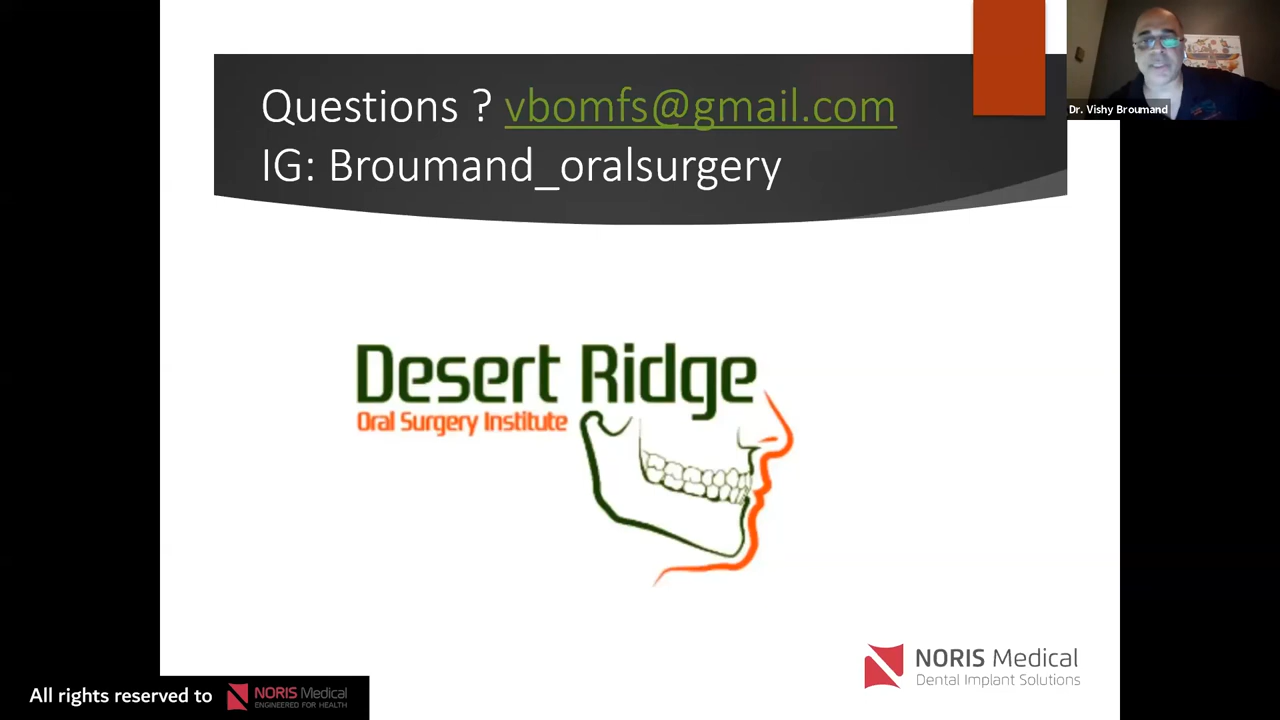 Questions ? vbomfs@gmail.com
IG: Broumand_oralsurgery
Dr. Vishy Broumand
Desert Ridge
Oral Surgery Institute
NORIS Medical
Dental Implant Solutions
All rights reserved to
NORIS Medical
ENGINEERED FOR HEALTH